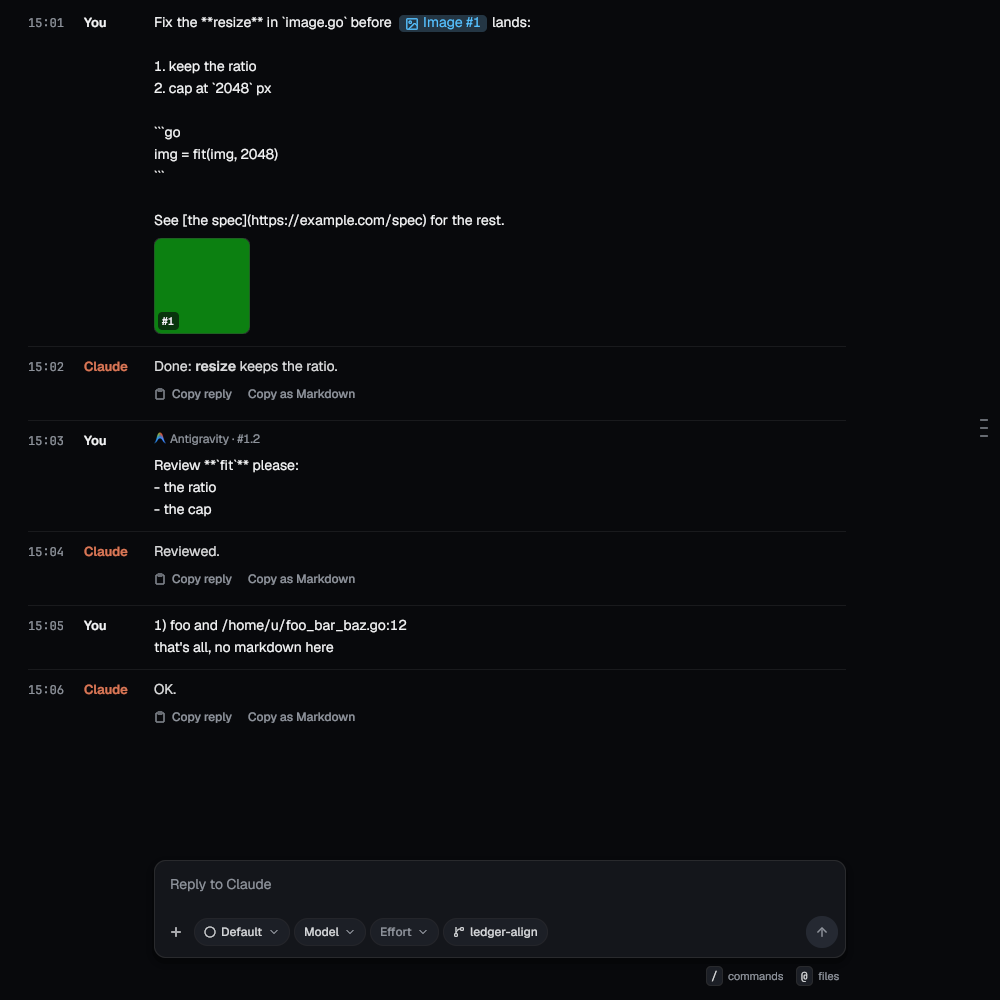 15:01 You Fix the **resize** in `image.go` before Image #1 lands:
1. keep the ratio
2. cap at `2048` px
```go
img = fit(img, 2048)
```
See [the spec](https://example.com/spec) for the rest.
#1
15:02 Claude Done: resize keeps the ratio.
Copy reply Copy as Markdown
15:03 You Antigravity · #1.2
Review **`fit`** please:
- the ratio
- the cap
15:04 Claude Reviewed.
Copy reply Copy as Markdown
15:05 You 1) foo and /home/u/foo_bar_baz.go:12
that's all, no markdown here
15:06 Claude OK.
Copy reply Copy as Markdown
Reply to Claude
+ Default Model Effort ledger-align
/ commands @ files